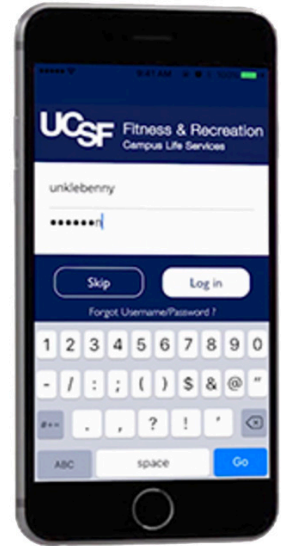 9:41 AM
100%
UCSF Fitness & Recreation
Campus Life Services
unklebenny
••••••n
Skip
Log in
Forgot Username/Password ?
1 2 3 4 5 6 7 8 9 0
- / : ; ( ) $ & @ "
#+= . , ? ! '
ABC space Go